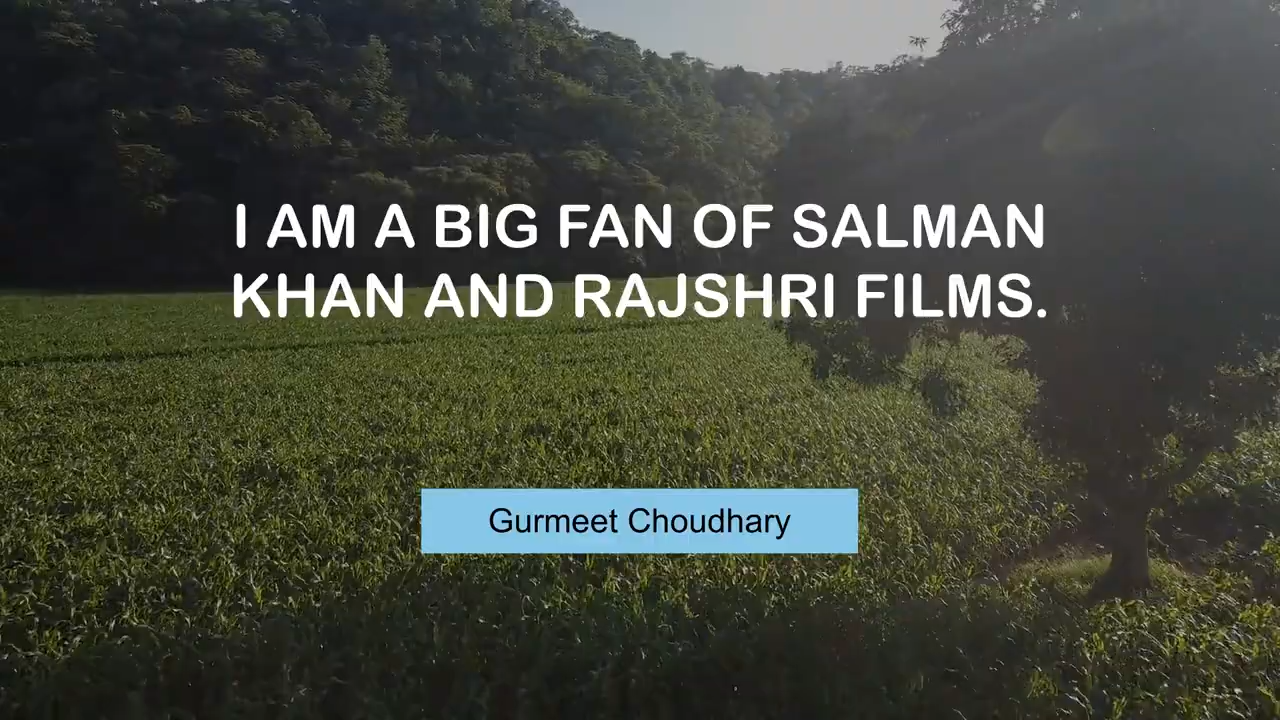 I AM A BIG FAN OF SALMAN
KHAN AND RAJSHRI FILMS.
Gurmeet Choudhary